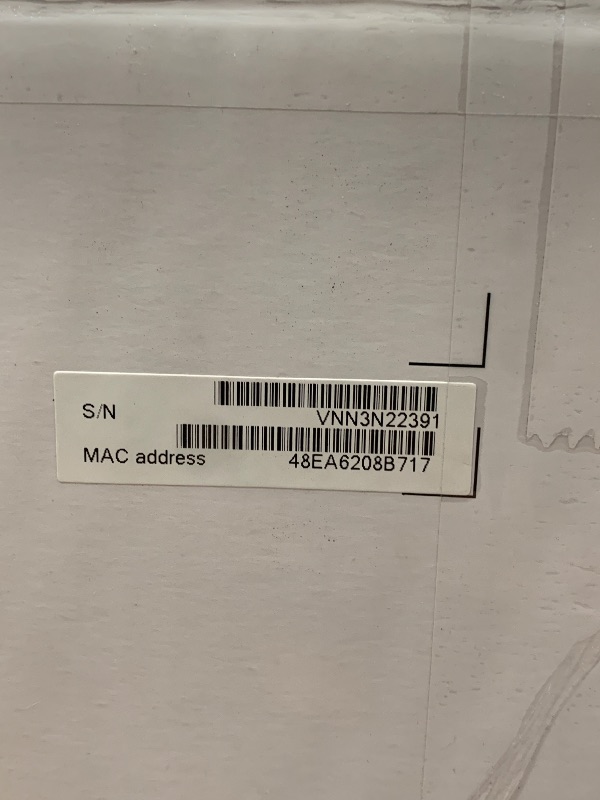 S/N
VNN3N22391
MAC address
48EA6208B717